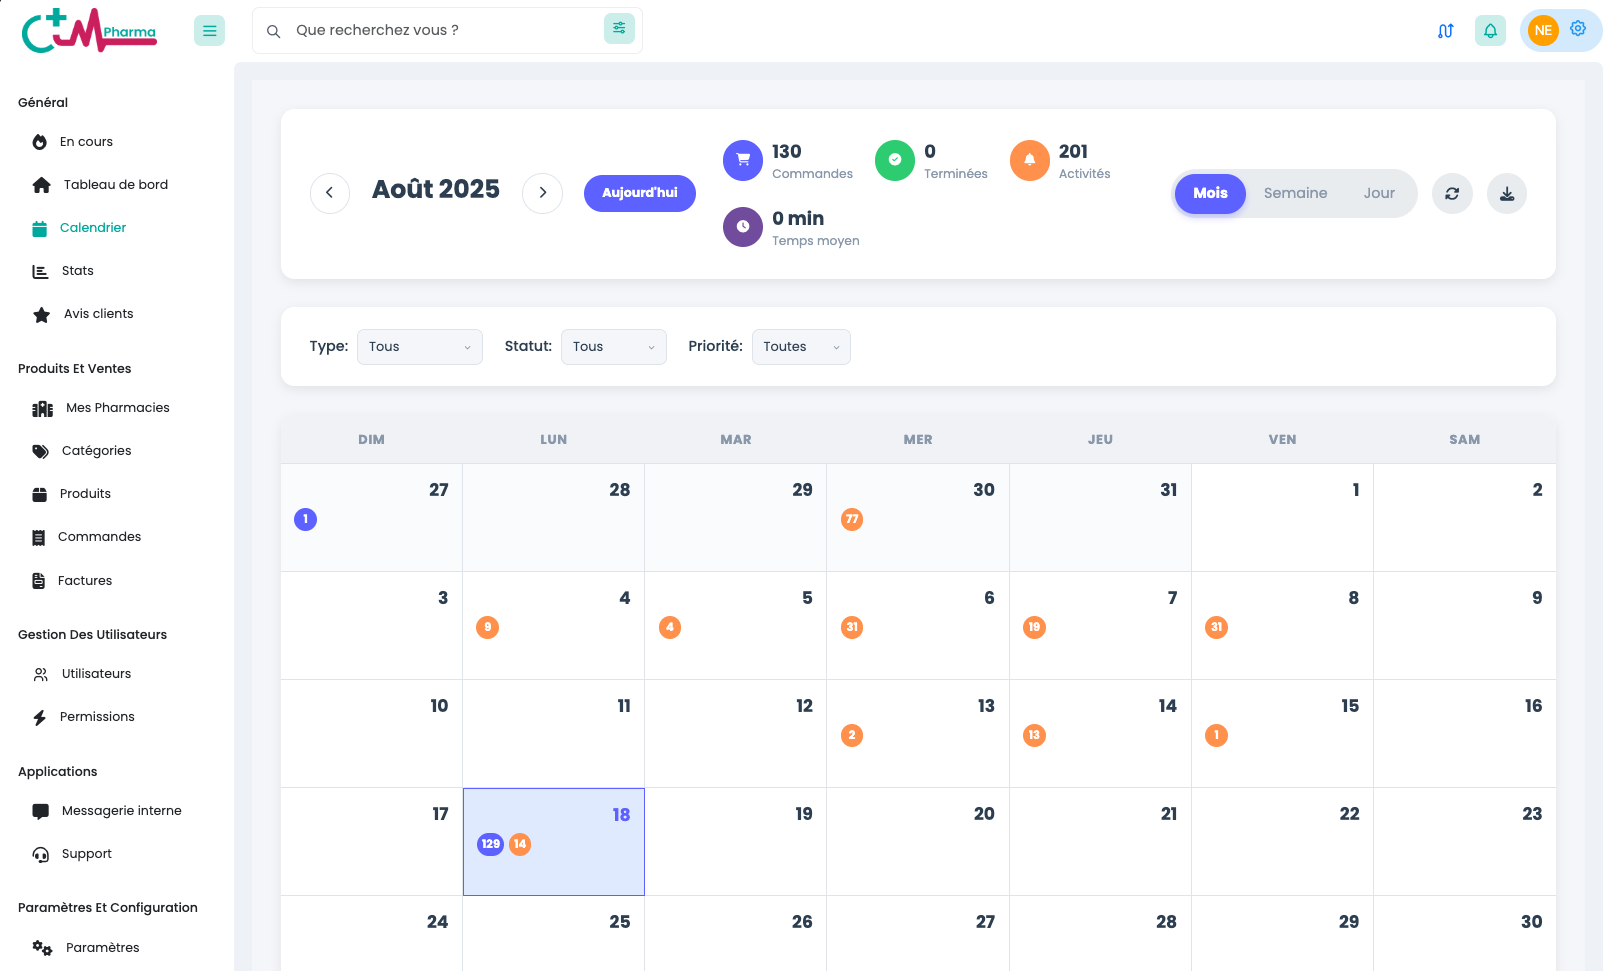 Pharma
Que recherchez vous ?
NE
Général
En cours
Tableau de bord
Calendrier
Stats
Avis clients
Produits Et Ventes
Mes Pharmacies
Catégories
Produits
Commandes
Factures
Gestion Des Utilisateurs
Utilisateurs
Permissions
Applications
Messagerie interne
Support
Paramètres Et Configuration
Paramètres
Août 2025
Aujourd'hui
130
Commandes
0
Terminées
201
Activités
0 min
Temps moyen
Mois Semaine Jour
Type: Tous Statut: Tous Priorité: Toutes
DIM LUN MAR MER JEU VEN SAM
27 28 29 30 31 1 2
1 77
3 4 5 6 7 8 9
9 4 31 19 31
10 11 12 13 14 15 16
2 13 1
17 18 19 20 21 22 23
129 14
24 25 26 27 28 29 30